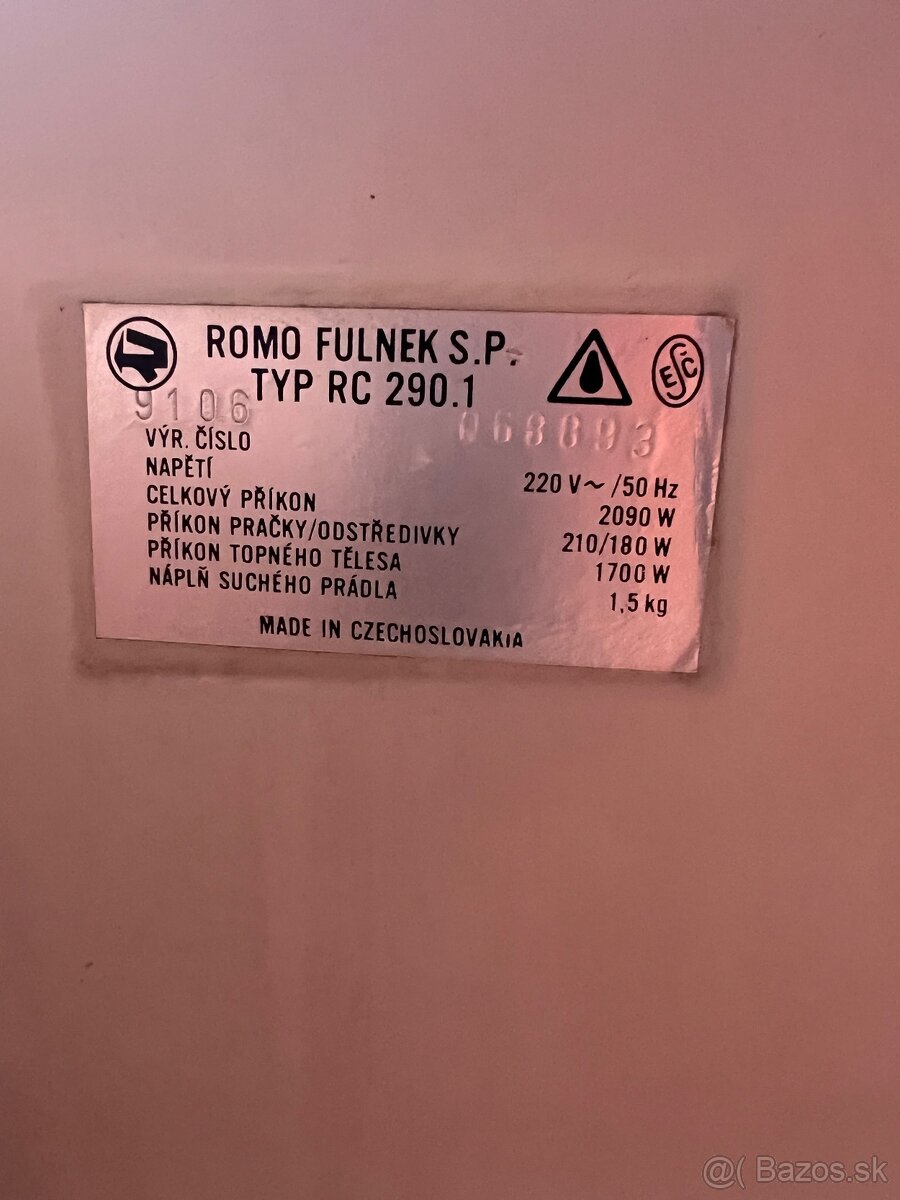 ROMO FULNEK S.P.
TYP RC 290.1
9106
VÝR. ČÍSLO
NAPĚTÍ 220 V~ /50 Hz
CELKOVÝ PŘÍKON 2090 W
PŘÍKON PRAČKY/ODSTŘEDIVKY 210/180 W
PŘÍKON TOPNÉHO TĚLESA 1700 W
NÁPLŇ SUCHÉHO PRÁDLA 1,5 kg
MADE IN CZECHOSLOVAKIA
@( Bazos.sk